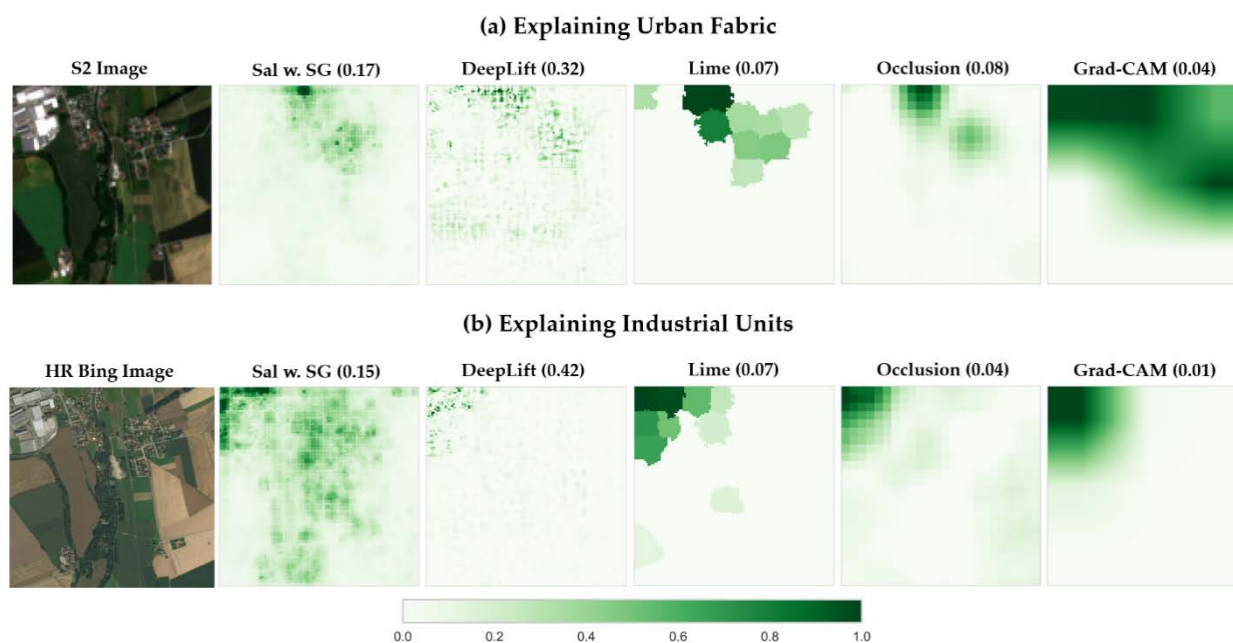 (a) Explaining Urban Fabric
S2 Image Sal w. SG (0.17) DeepLift (0.32) Lime (0.07) Occlusion (0.08) Grad-CAM (0.04)
(b) Explaining Industrial Units
HR Bing Image Sal w. SG (0.15) DeepLift (0.42) Lime (0.07) Occlusion (0.04) Grad-CAM (0.01)
0.0 0.2 0.4 0.6 0.8 1.0